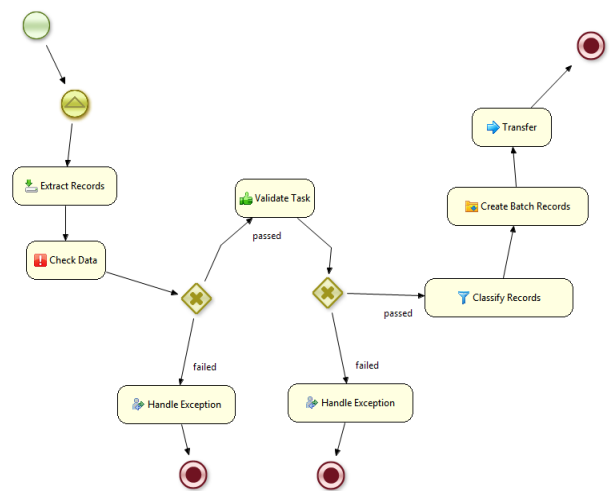 Extract Records
Check Data
failed
Handle Exception
passed
Validate Task
failed
Handle Exception
passed
Classify Records
Create Batch Records
Transfer